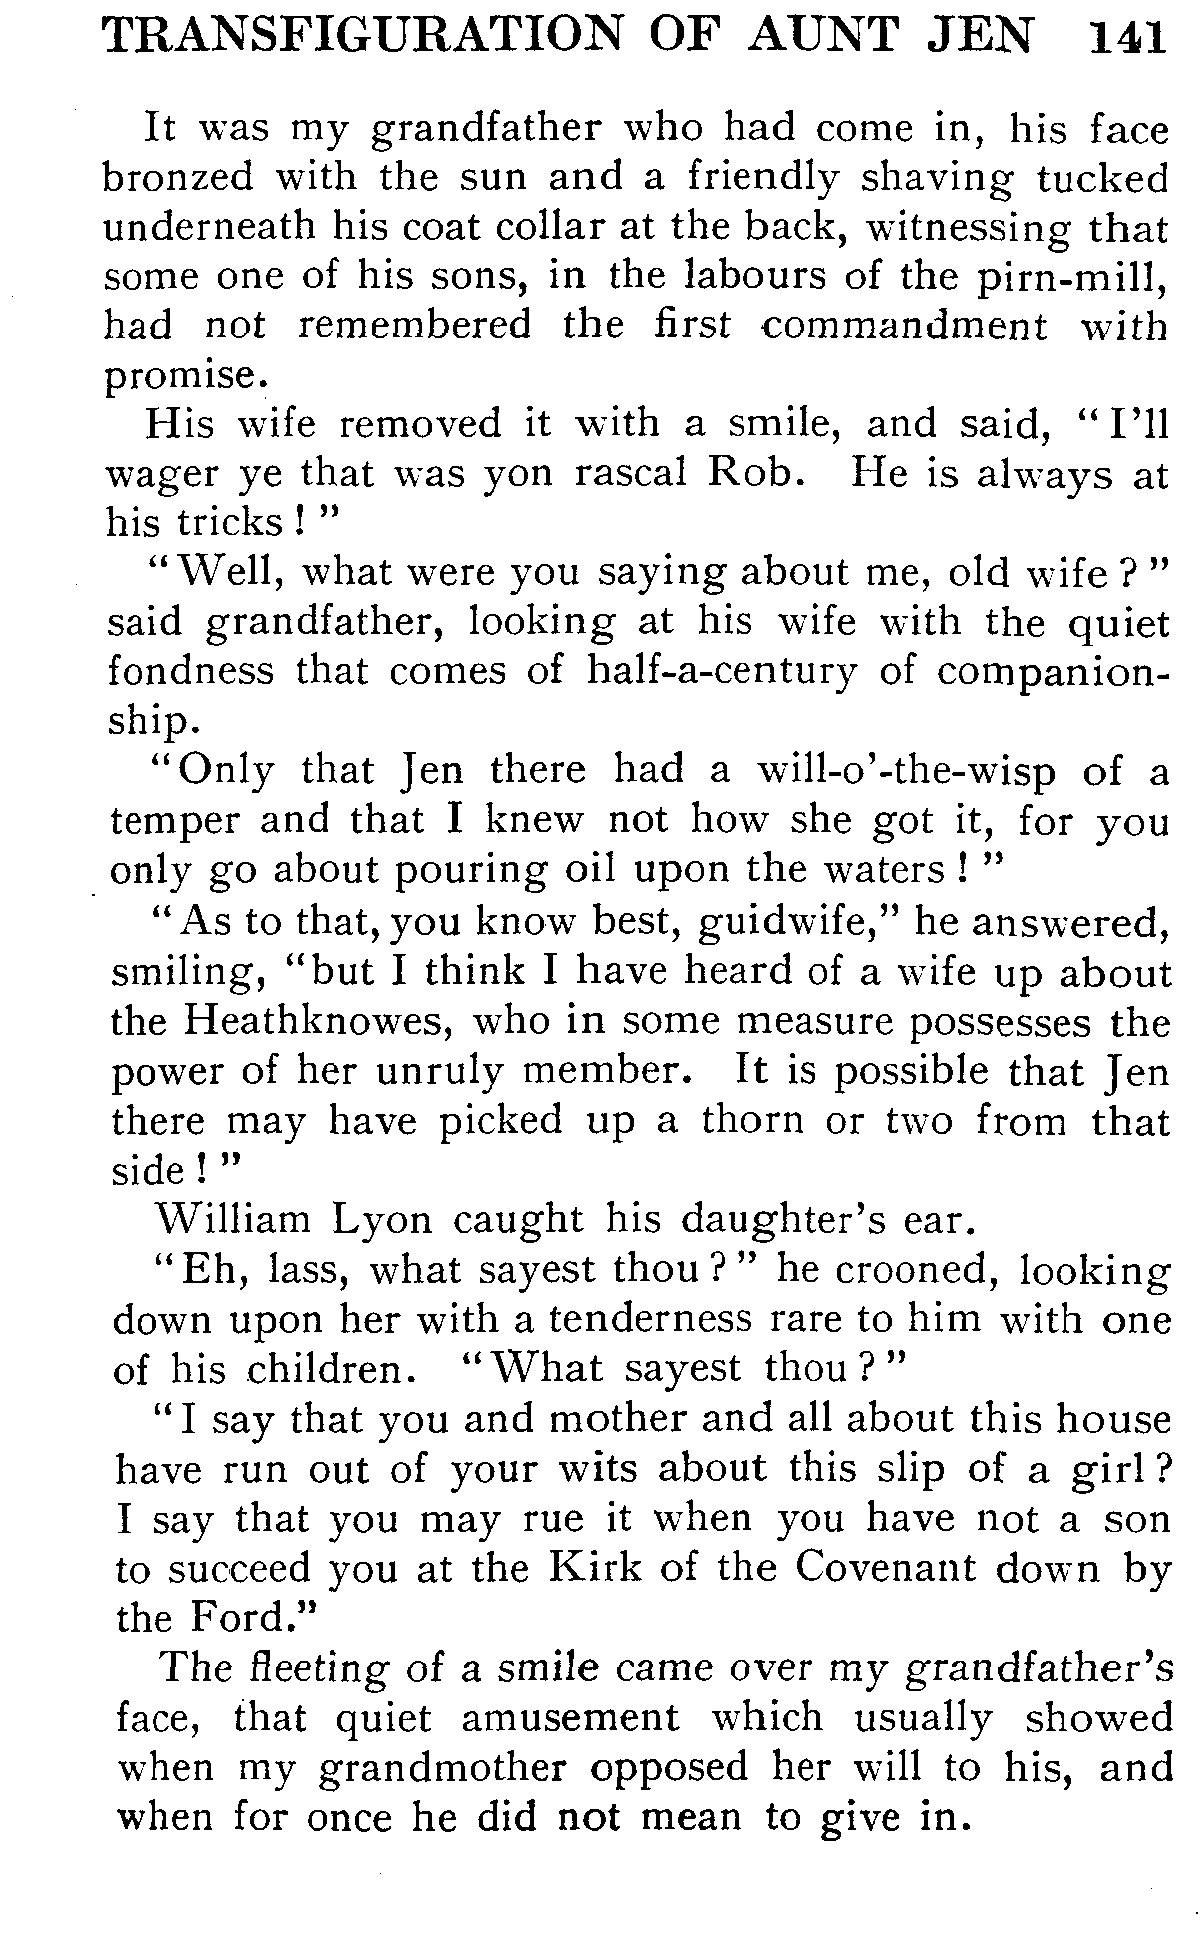 TRANSFIGURATION OF AUNT JEN 141
It was my grandfather who had come in, his face
bronzed with the sun and a friendly shaving tucked
underneath his coat collar at the back, witnessing that
some one of his sons, in the labours of the pirn-mill,
had not remembered the first commandment with
promise.
His wife removed it with a smile, and said, "I'll
wager ye that was yon rascal Rob. He is always at
his tricks!"
"Well, what were you saying about me, old wife?"
said grandfather, looking at his wife with the quiet
fondness that comes of half-a-century of companion-
ship.
"Only that Jen there had a will-o'-the-wisp of a
temper and that I knew not how she got it, for you
only go about pouring oil upon the waters!"
"As to that, you know best, guidwife," he answered,
smiling, "but I think I have heard of a wife up about
the Heathknowes, who in some measure possesses the
power of her unruly member. It is possible that Jen
there may have picked up a thorn or two from that
side!"
William Lyon caught his daughter's ear.
"Eh, lass, what sayest thou?" he crooned, looking
down upon her with a tenderness rare to him with one
of his children. "What sayest thou?"
"I say that you and mother and all about this house
have run out of your wits about this slip of a girl?
I say that you may rue it when you have not a son
to succeed you at the Kirk of the Covenant down by
the Ford."
The fleeting of a smile came over my grandfather's
face, that quiet amusement which usually showed
when my grandmother opposed her will to his, and
when for once he did not mean to give in.